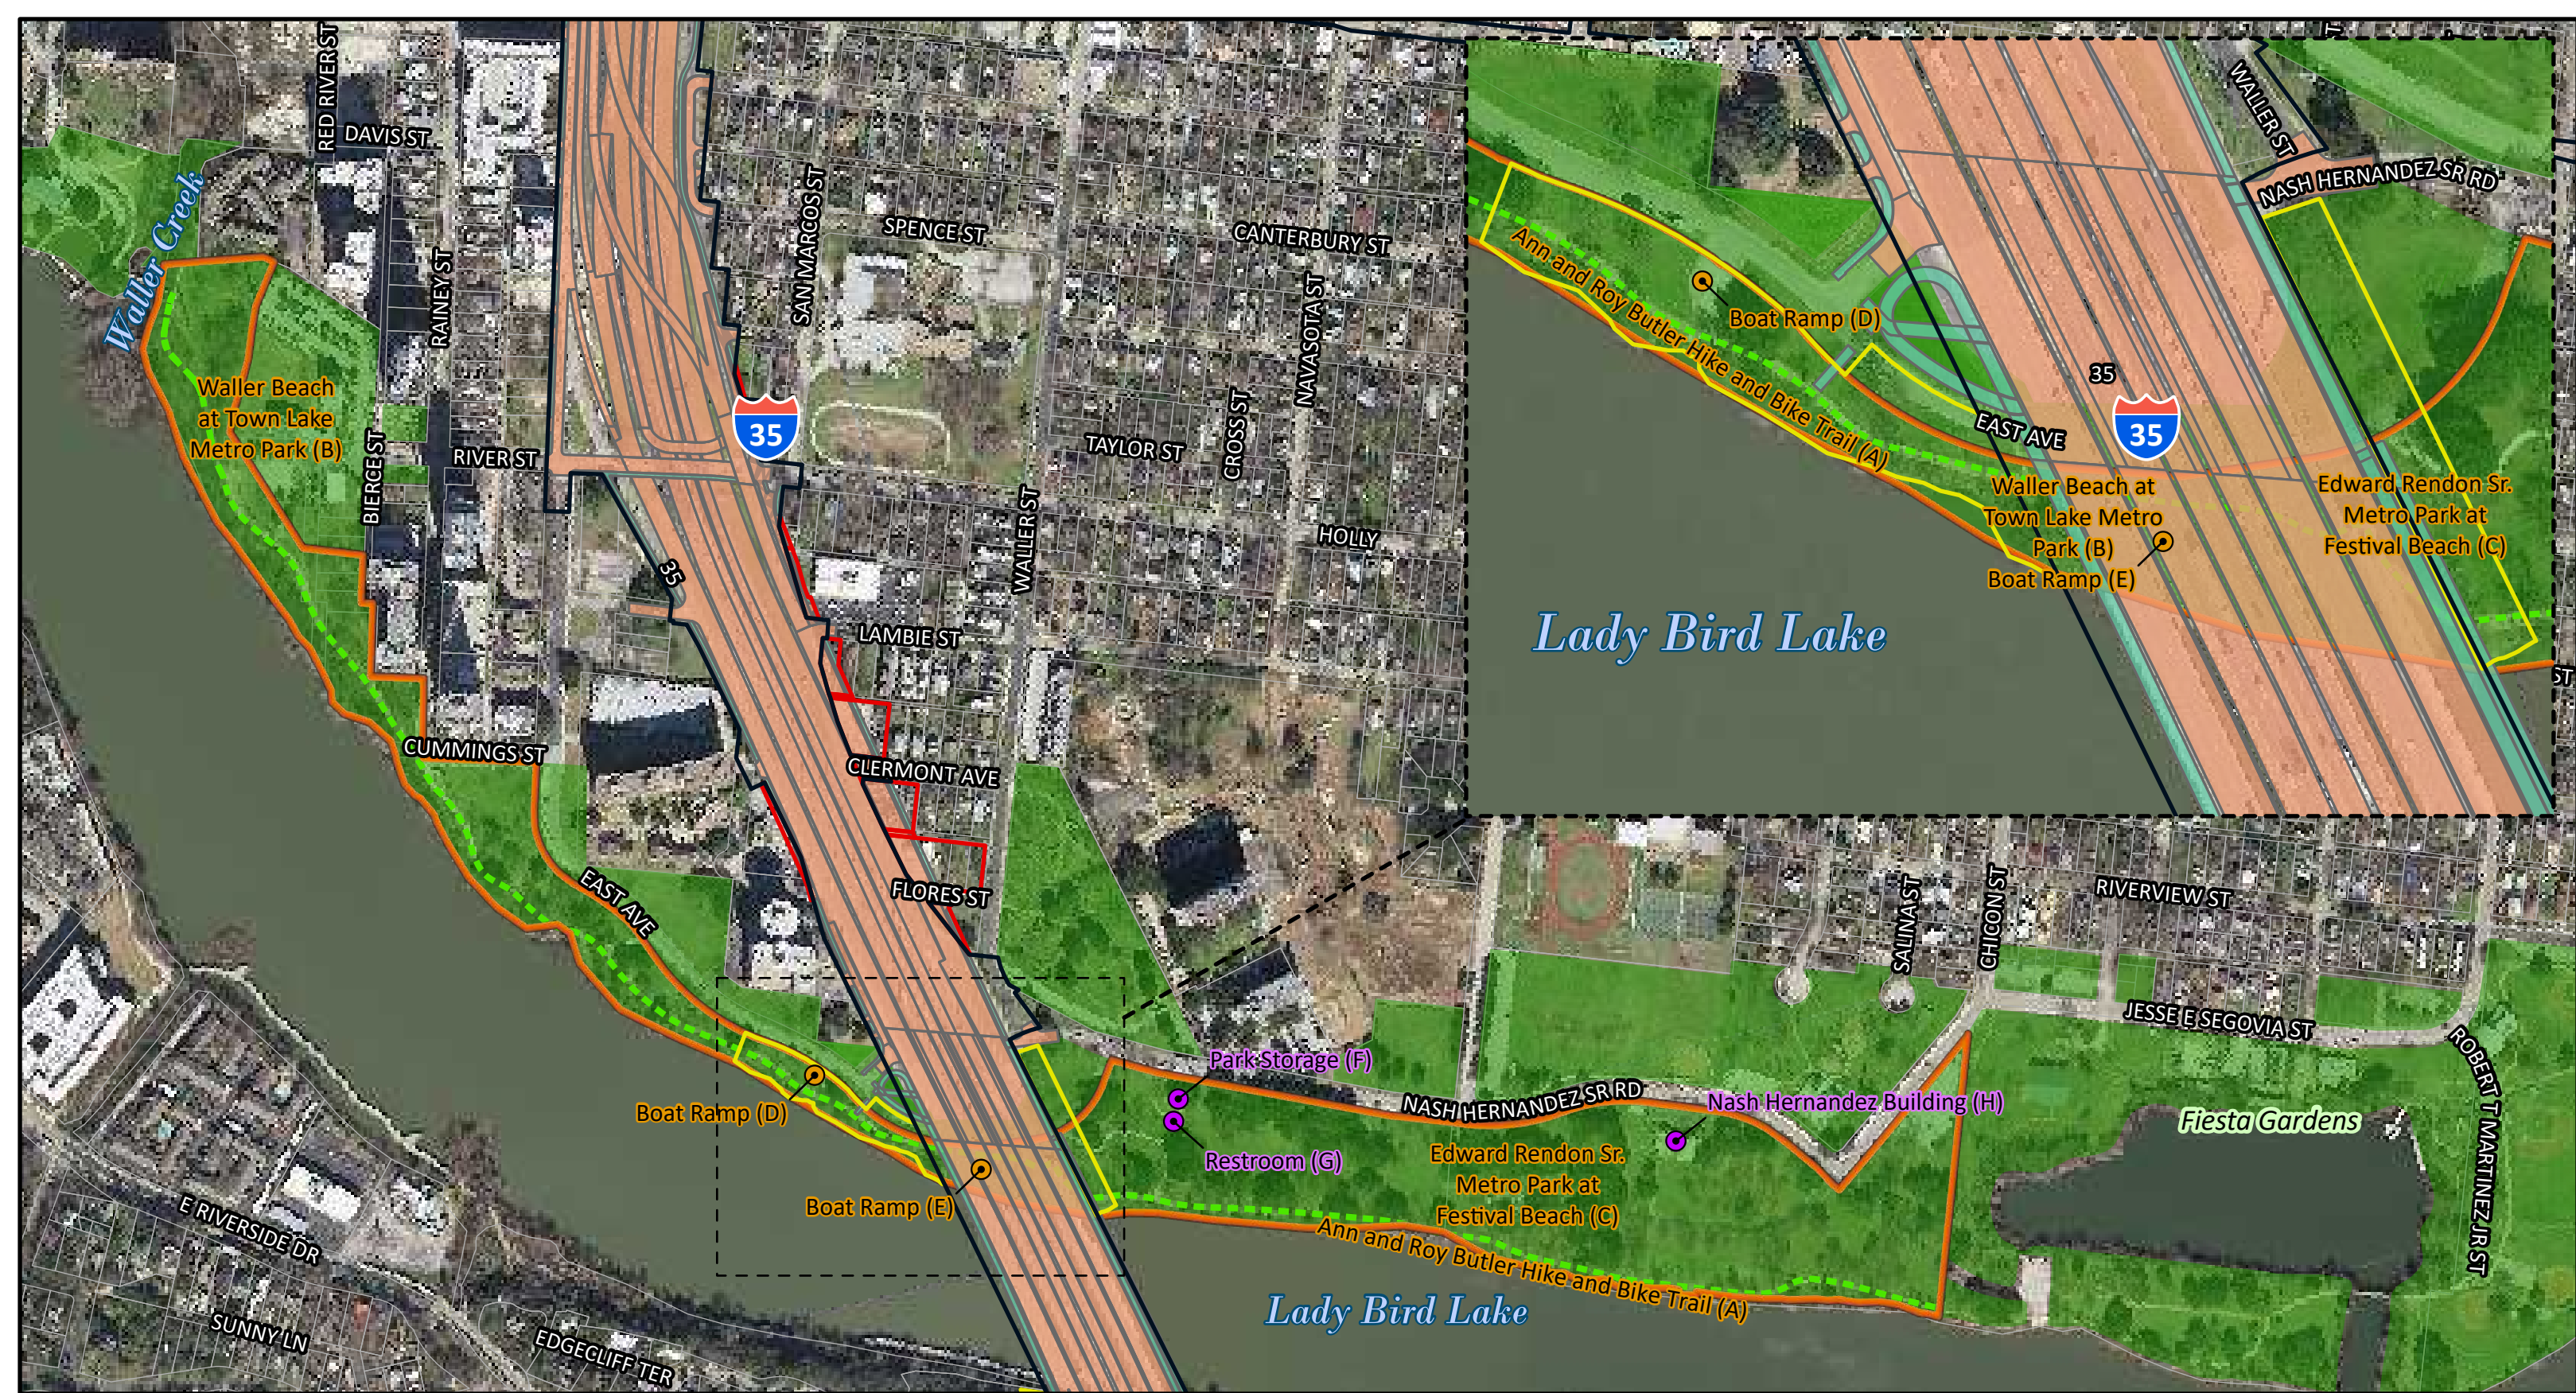 RED RIVER ST
DAVIS ST
Waller Creek
RAINEY ST
Waller Beach
at Town Lake
Metro Park (B)
BIERCE ST
RIVER ST
SAN MARCOS ST
SPENCE ST
CANTERBURY ST
NAVASOTA ST
CROSS ST
TAYLOR ST
HOLLY
35
35
WALLER ST
LAMBIE ST
CLERMONT AVE
FLORES ST
CUMMINGS ST
EAST AVE
Boat Ramp (D)
Boat Ramp (E)
E RIVERSIDE DR
SUNNY LN
EDGECLIFF TER
Park Storage (F)
Restroom (G)
NASH HERNANDEZ SR RD
Nash Hernandez Building (H)
Edward Rendon Sr.
Metro Park at
Festival Beach (C)
Ann and Roy Butler Hike and Bike Trail (A)
Lady Bird Lake
SALINA ST
CHICON ST
RIVERVIEW ST
JESSE E SEGOVIA ST
ROBERT T MARTINEZ JR ST
Fiesta Gardens
WALLER ST
NASH HERNANDEZ SR RD
Ann and Roy Butler Hike and Bike Trail (A)
Boat Ramp (D)
35
35
EAST AVE
Waller Beach at
Town Lake Metro
Park (B)
Boat Ramp (E)
Edward Rendon Sr.
Metro Park at
Festival Beach (C)
Lady Bird Lake
ST